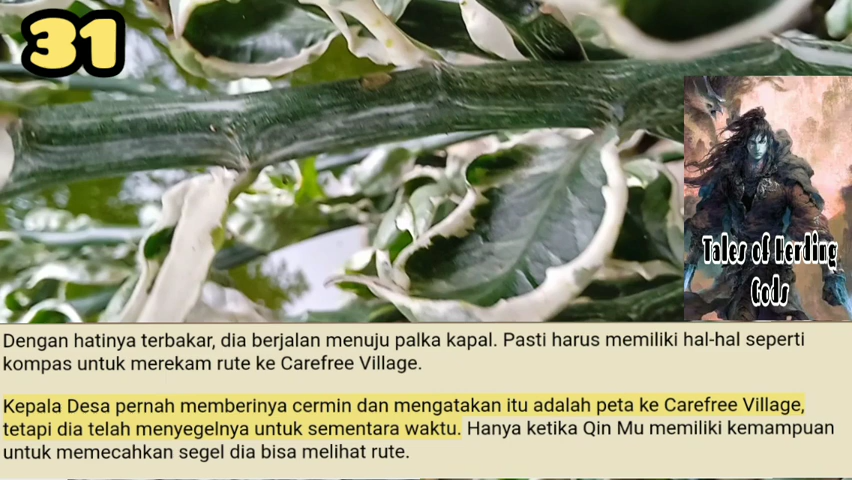 31
Tales of Herding
Gods
Dengan hatinya terbakar, dia berjalan menuju palka kapal. Pasti harus memiliki hal-hal seperti
kompas untuk merekam rute ke Carefree Village.
Kepala Desa pernah memberinya cermin dan mengatakan itu adalah peta ke Carefree Village,
tetapi dia telah menyegelnya untuk sementara waktu. Hanya ketika Qin Mu memiliki kemampuan
untuk memecahkan segel dia bisa melihat rute.